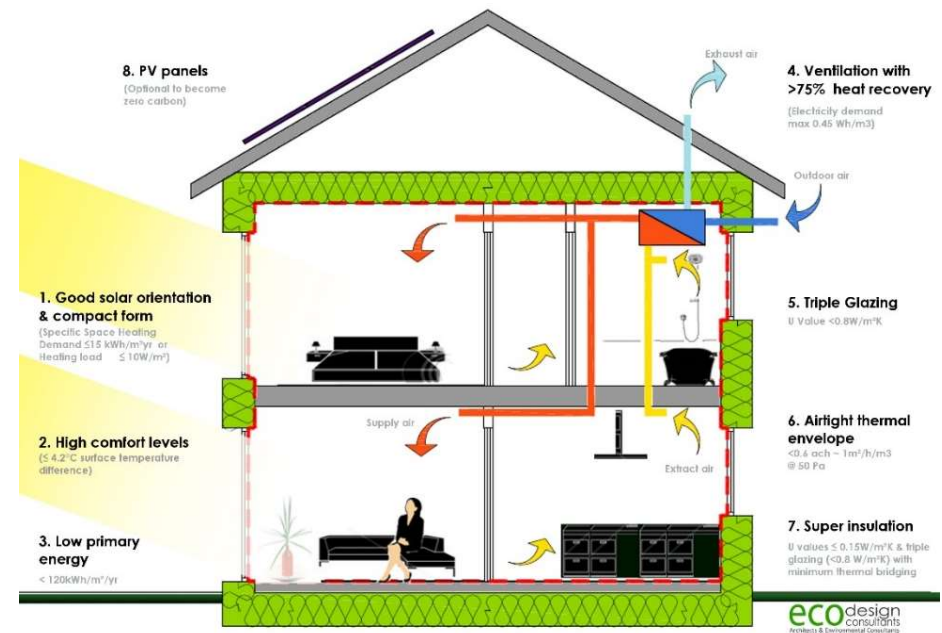 8. PV panels
(Optional to become
zero carbon)
Exhaust air
4. Ventilation with
>75% heat recovery
(Electricity demand
max 0.45 Wh/m3)
Outdoor air
1. Good solar orientation
& compact form
(Specific Space Heating
Demand ≤15 kWh/m²yr or
Heating load ≤ 10W/m²)
5. Triple Glazing
U Value <0.8W/m²K
2. High comfort levels
(≤ 4.2°C surface temperature
difference)
Supply air
Extract air
6. Airtight thermal
envelope
<0.6 ach ~ 1m³/h/m3
@ 50 Pa
3. Low primary
energy
< 120kWh/m²/yr
7. Super insulation
U values ≤ 0.15W/m²K & triple
glazing (<0.8 W/m²K) with
minimum thermal bridging
eco design
consultants
Architects & Environmental Consultants